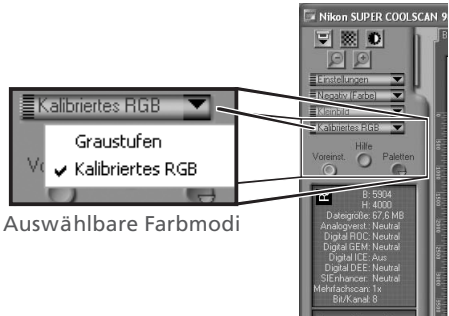 Nikon SUPER COOLSCAN 9
Einstellungen
Negativ (Farbe)
Kleinbild
Kalibriertes RGB
Hilfe
Voreinst.
Paletten
B: 5904
H: 4000
Dateigröße: 67,6 MB
Analogverst.: Neutral
Digital ROC: Neutral
Digital GEM: Neutral
Digital ICE: Aus
Digital DEE: Neutral
SIEnhancer: Neutral
Mehrfachscan: 1x
Bit/Kanal: 8
Kalibriertes RGB
Graustufen
Kalibriertes RGB
Auswählbare Farbmodi